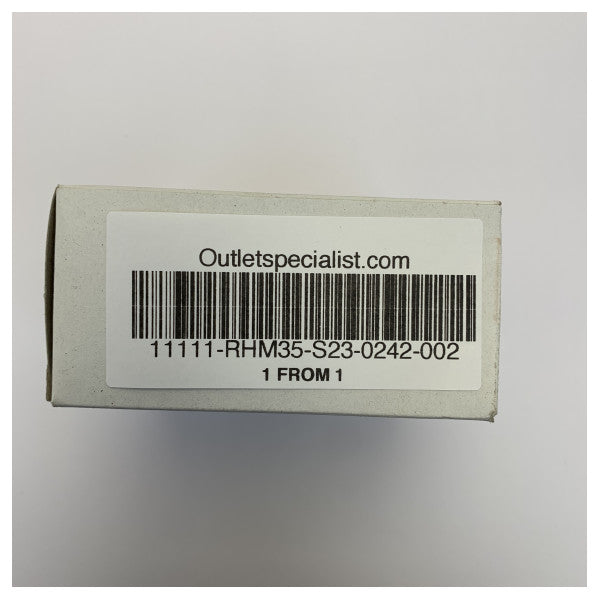 Outletspecialist.com
11111-RHM35-S23-0242-002
1 FROM 1